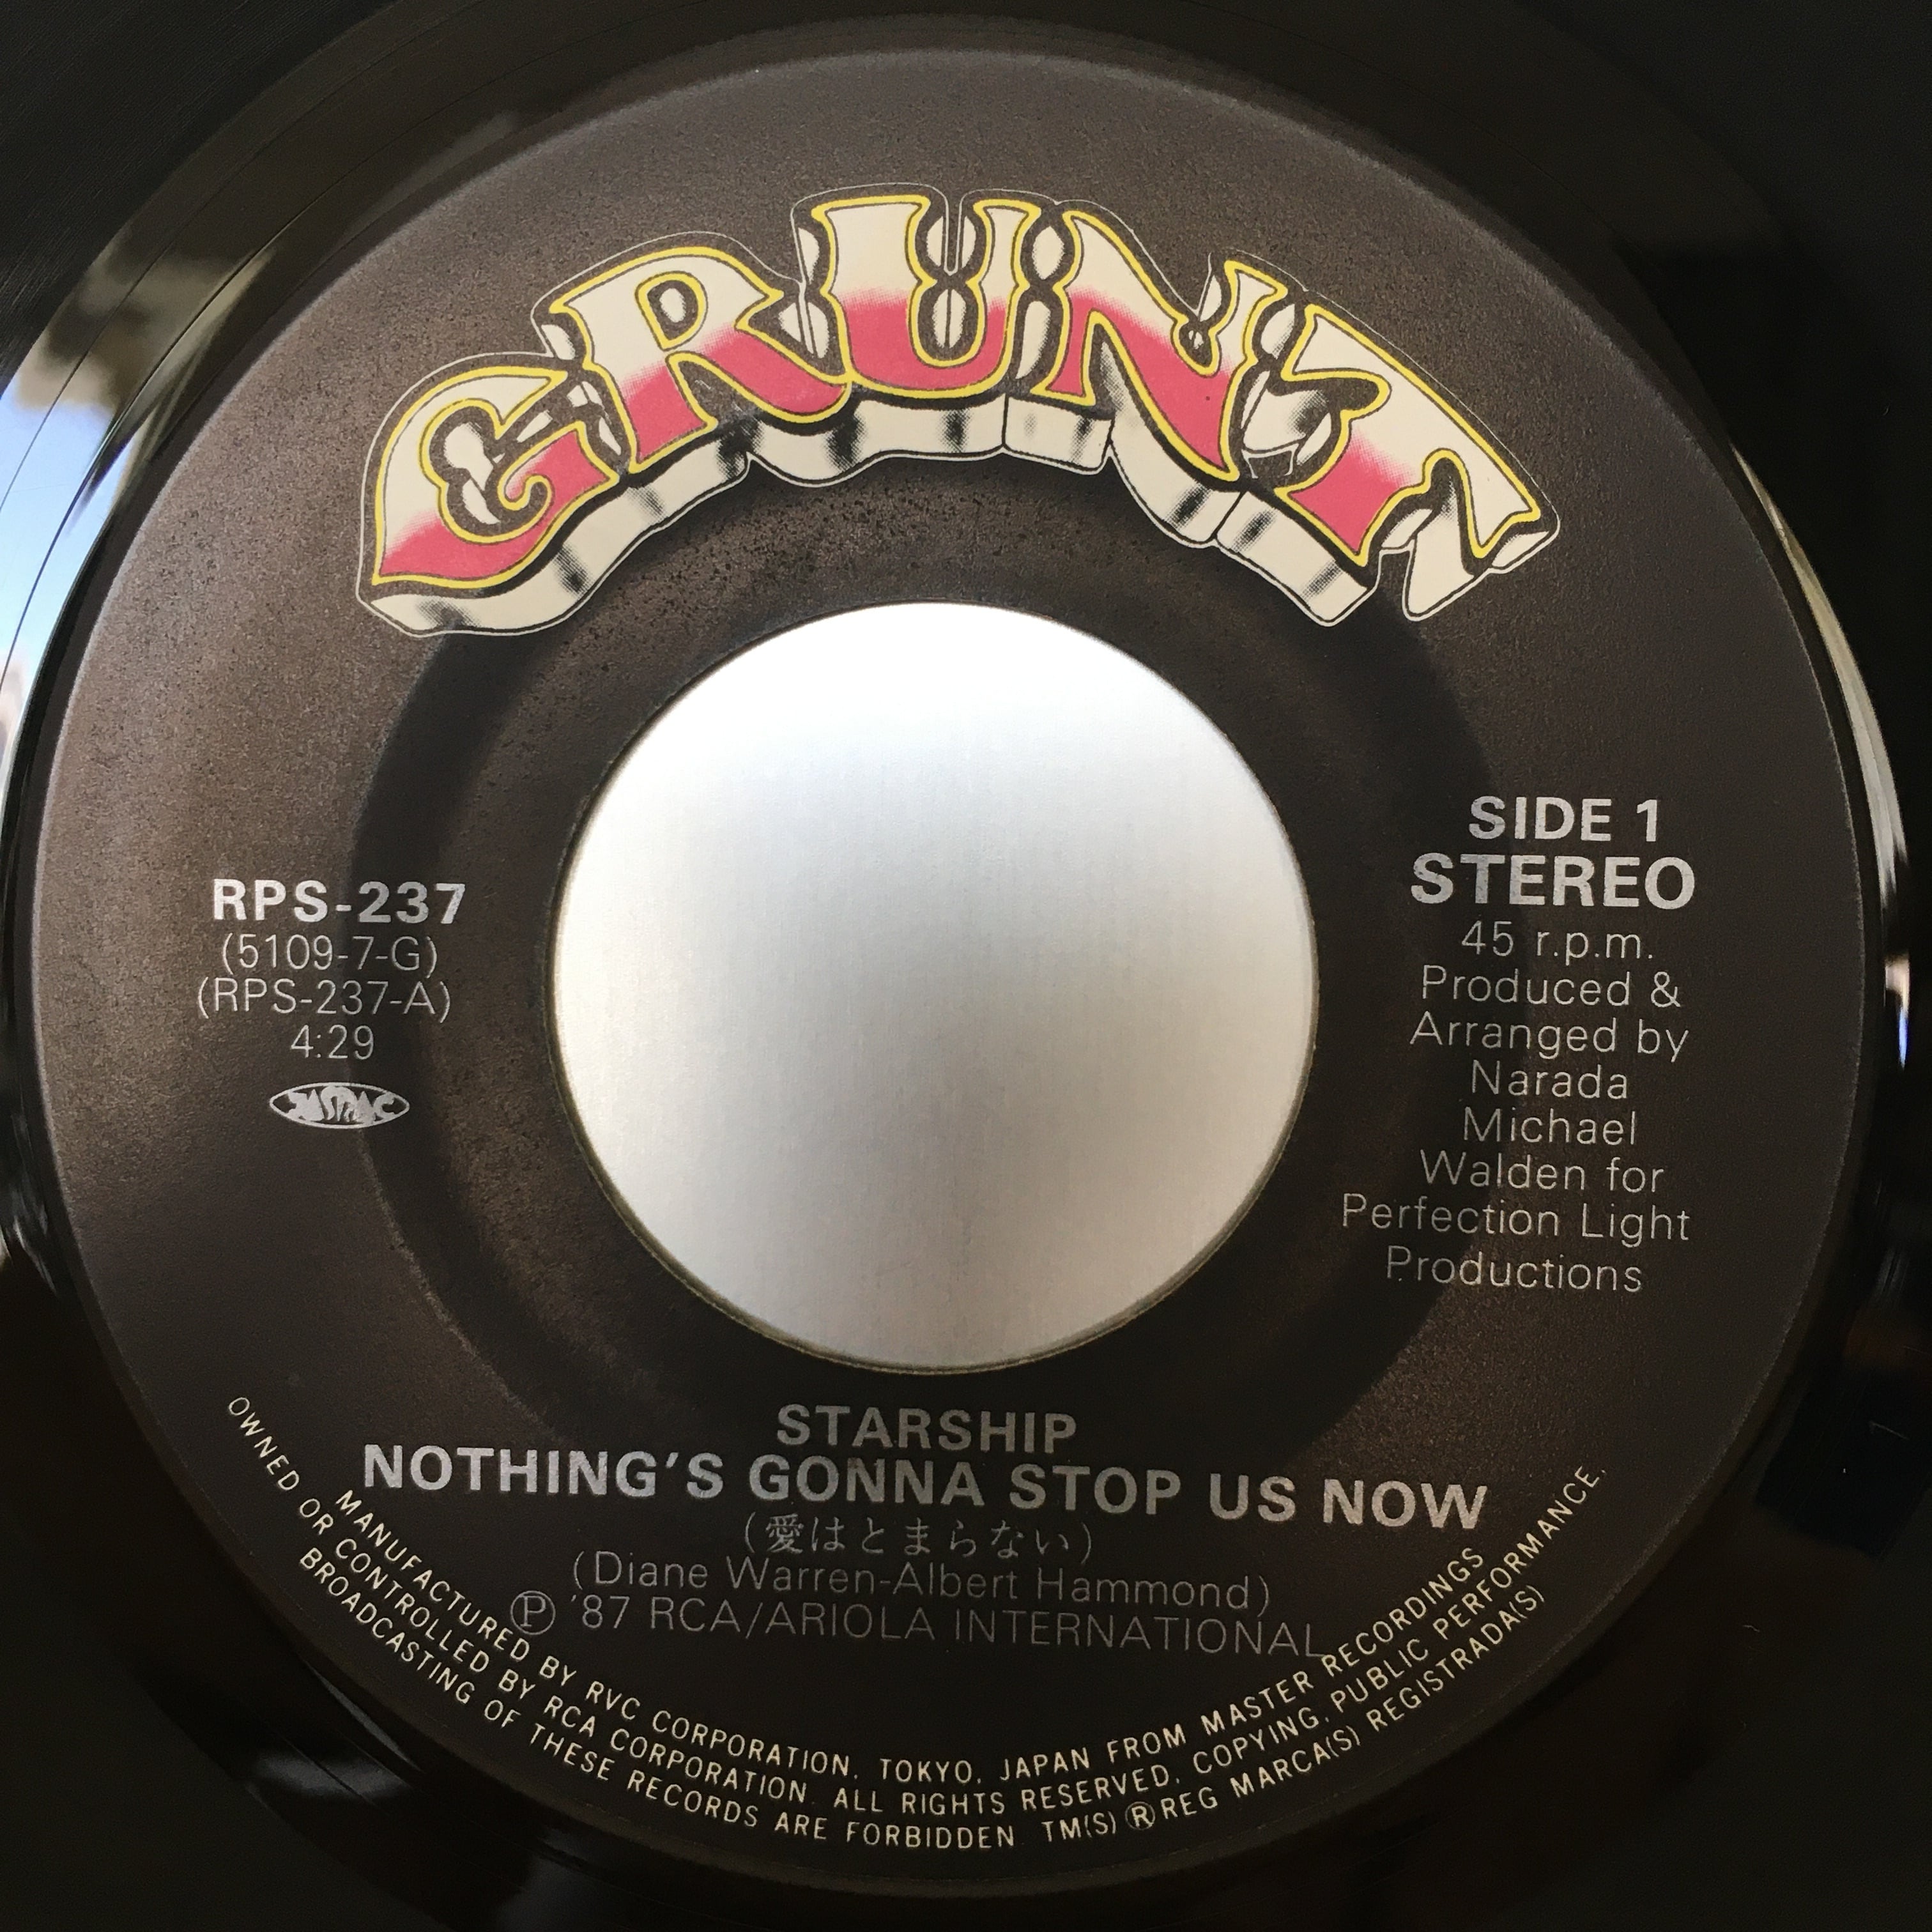 GRUNT
RPS-237
(5109-7-G)
(RPS-237-A)
4:29
JASRAC
SIDE 1
STEREO
45 r.p.m.
Produced &
Arranged by
Narada
Michael
Walden for
Perfection Light
Productions
STARSHIP
NOTHING'S GONNA STOP US NOW
(愛はとまらない)
(Diane Warren-Albert Hammond)
Ⓟ '87 RCA/ARIOLA INTERNATIONAL
MANUFACTURED BY RVC CORPORATION, TOKYO, JAPAN FROM MASTER RECORDINGS
OWNED OR CONTROLLED BY RCA CORPORATION. ALL RIGHTS RESERVED, COPYING, PUBLIC PERFORMANCE,
BROADCASTING OF THESE RECORDS ARE FORBIDDEN. TM(S) ® REG MARCA(S) REGISTRADA(S)